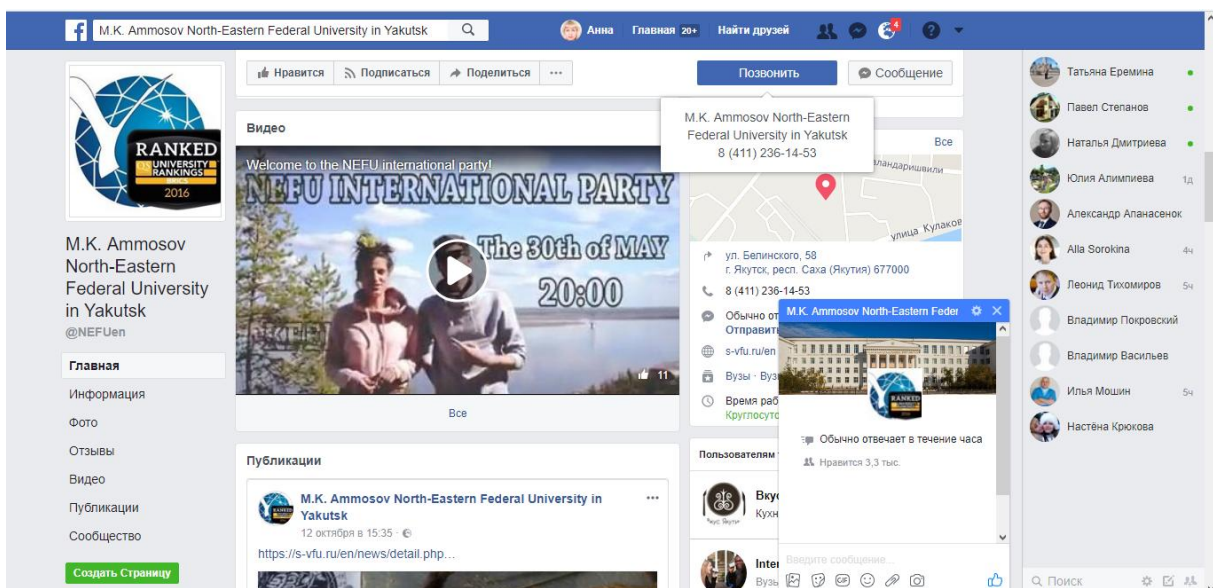 M.K. Ammosov North-Eastern Federal University in Yakutsk
Анна
Главная 20+
Найти друзей
4
Нравится
Подписаться
Поделиться
Позвонить
Сообщение
M.K. Ammosov North-Eastern
Federal University in Yakutsk
8 (411) 236-14-53
RANKED
QS UNIVERSITY
RANKINGS
BRICS
2016
M.K. Ammosov
North-Eastern
Federal University
in Yakutsk
@NEFUen
Главная
Информация
Фото
Отзывы
Видео
Публикации
Сообщество
Создать Страницу
Видео
Welcome to the NEFU international party!
NEFU INTERNATIONAL PARTY
The 30th of MAY
20:00
11
Все
Публикации
M.K. Ammosov North-Eastern Federal University in
Yakutsk
12 октября в 15:35
https://s-vfu.ru/en/news/detail.php...
Все
улица Кулаков
ул. Белинского, 58
г. Якутск, респ. Саха (Якутия) 677000
8 (411) 236-14-53
Обычно от
Отправит
s-vfu.ru/en
Вузы · Вуз
Время раб
Круглосуто
Пользователям
Вкус Якутии
Вкус
Кухн
Inter
Вузы
M.K. Ammosov North-Eastern Feder
RANKED
Обычно отвечает в течение часа
Нравится 3,3 тыс.
Введите сообщение...
GIF
Татьяна Еремина
Павел Степанов
Наталья Дмитриева
Юлия Алимпиева 1д
Александр Апанасенок
Alla Sorokina 4ч
Леонид Тихомиров 5ч
Владимир Покровский
Владимир Васильев
Илья Мошин 5ч
Настёна Крюкова
Поиск